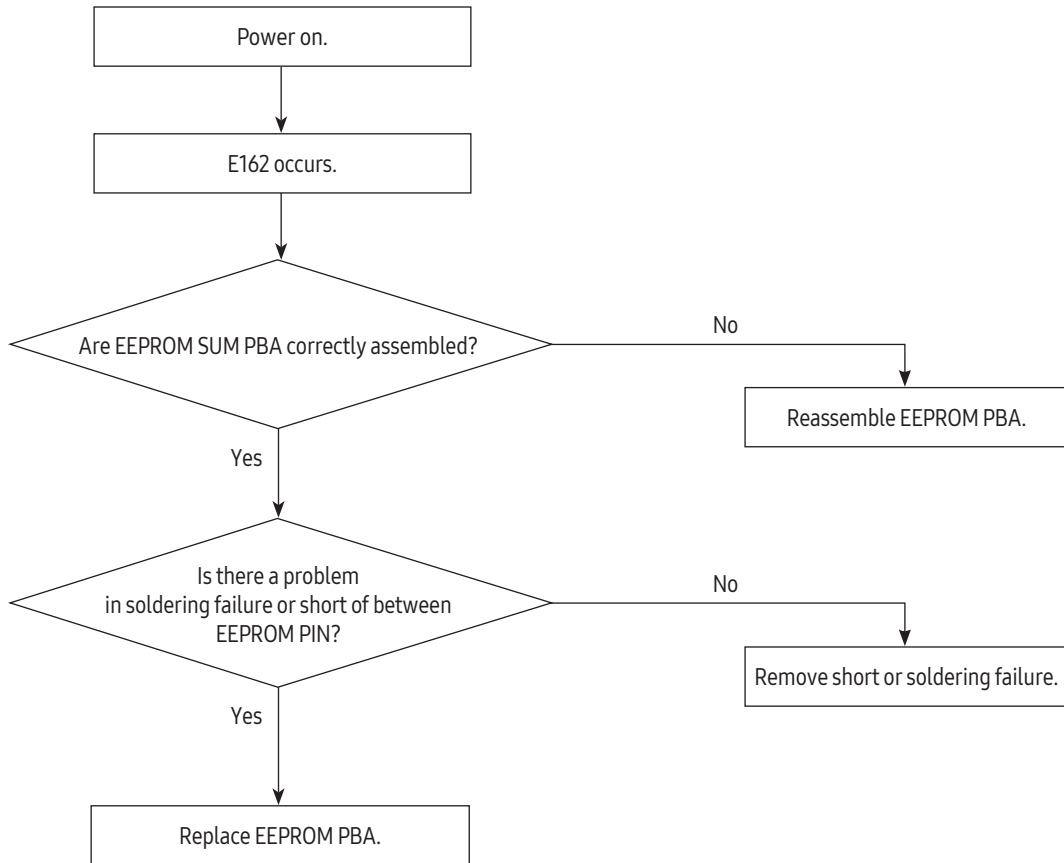 Power on.
E162 occurs.
Are EEPROM SUM PBA correctly assembled?
No
Reassemble EEPROM PBA.
Yes
Is there a problem
in soldering failure or short of between
EEPROM PIN?
No
Remove short or soldering failure.
Yes
Replace EEPROM PBA.